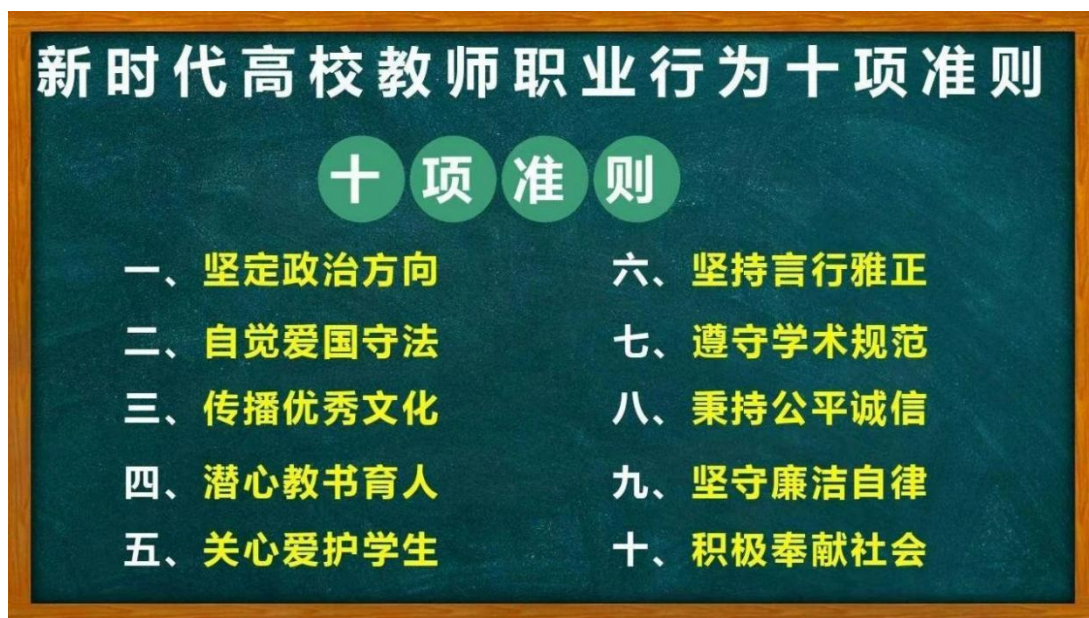 新时代高校教师职业行为十项准则
十项准则
一、坚定政治方向
二、自觉爱国守法
三、传播优秀文化
四、潜心教书育人
五、关心爱护学生
六、坚持言行雅正
七、遵守学术规范
八、秉持公平诚信
九、坚守廉洁自律
十、积极奉献社会